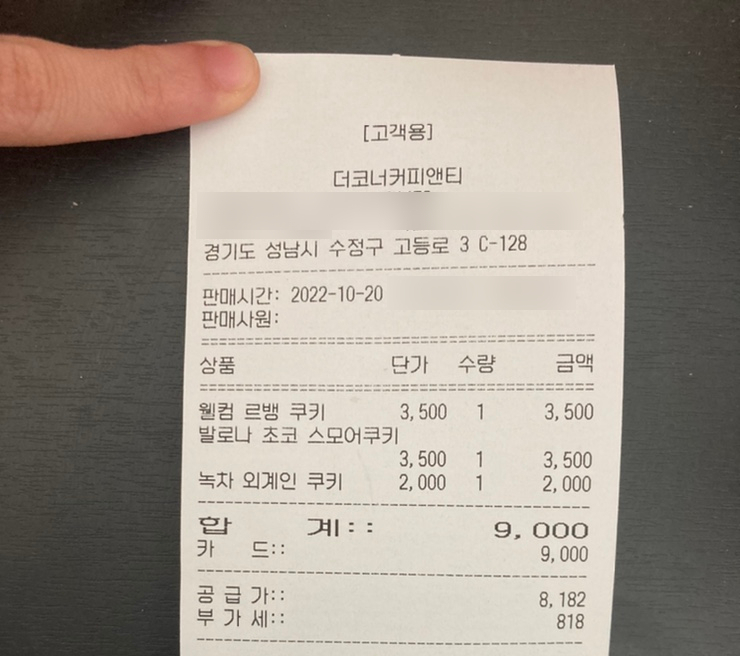 [고객용]
더코너커피앤티
경기도 성남시 수정구 고등로 3 C-128
판매시간: 2022-10-20
판매사원:
상품 단가 수량 금액
웰컴 르뱅 쿠키 3,500 1 3,500
발로나 초코 스모어쿠키
3,500 1 3,500
녹차 외계인 쿠키 2,000 1 2,000
합 계:: 9,000
카 드:: 9,000
공 급 가:: 8,182
부 가 세:: 818